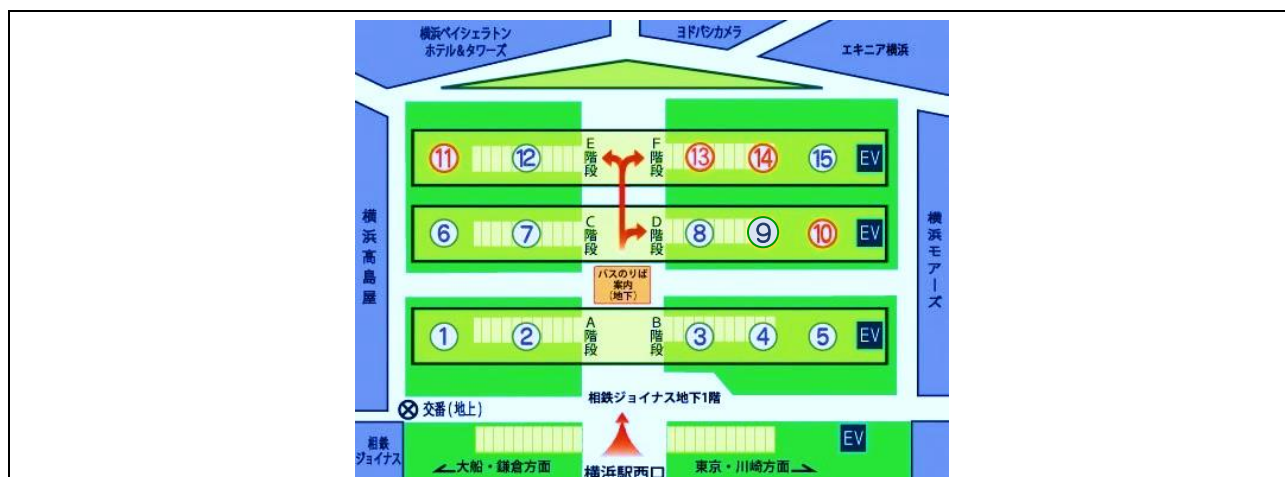 横浜ベイシェラトン
ホテル&タワーズ
ヨドバシカメラ
エキニア横浜
⑪
⑫
E階段
F階段
⑬
⑭
⑮
EV
横浜高島屋
横浜モアーズ
⑥
⑦
C階段
D階段
⑧
⑨
⑩
EV
バスのりば
案内
(地下)
①
②
A階段
B階段
③
④
⑤
EV
相鉄ジョイナス地下1階
交番(地上)
相鉄
ジョイナス
EV
大船・鎌倉方面
横浜駅西口
東京・川崎方面